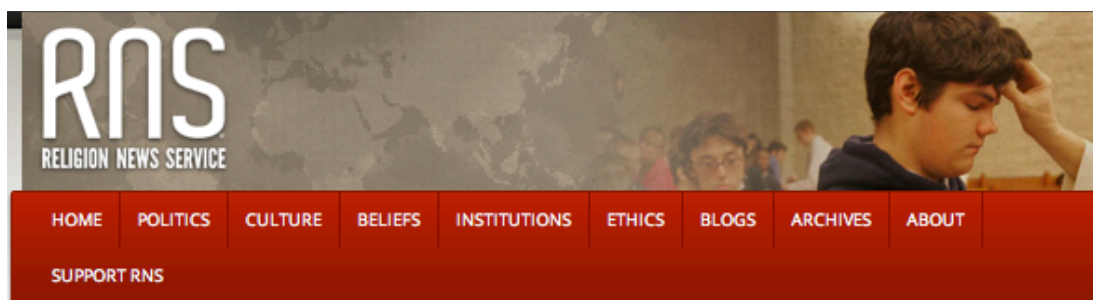 RNS
RELIGION NEWS SERVICE
HOME POLITICS CULTURE BELIEFS INSTITUTIONS ETHICS BLOGS ARCHIVES ABOUT
SUPPORT RNS